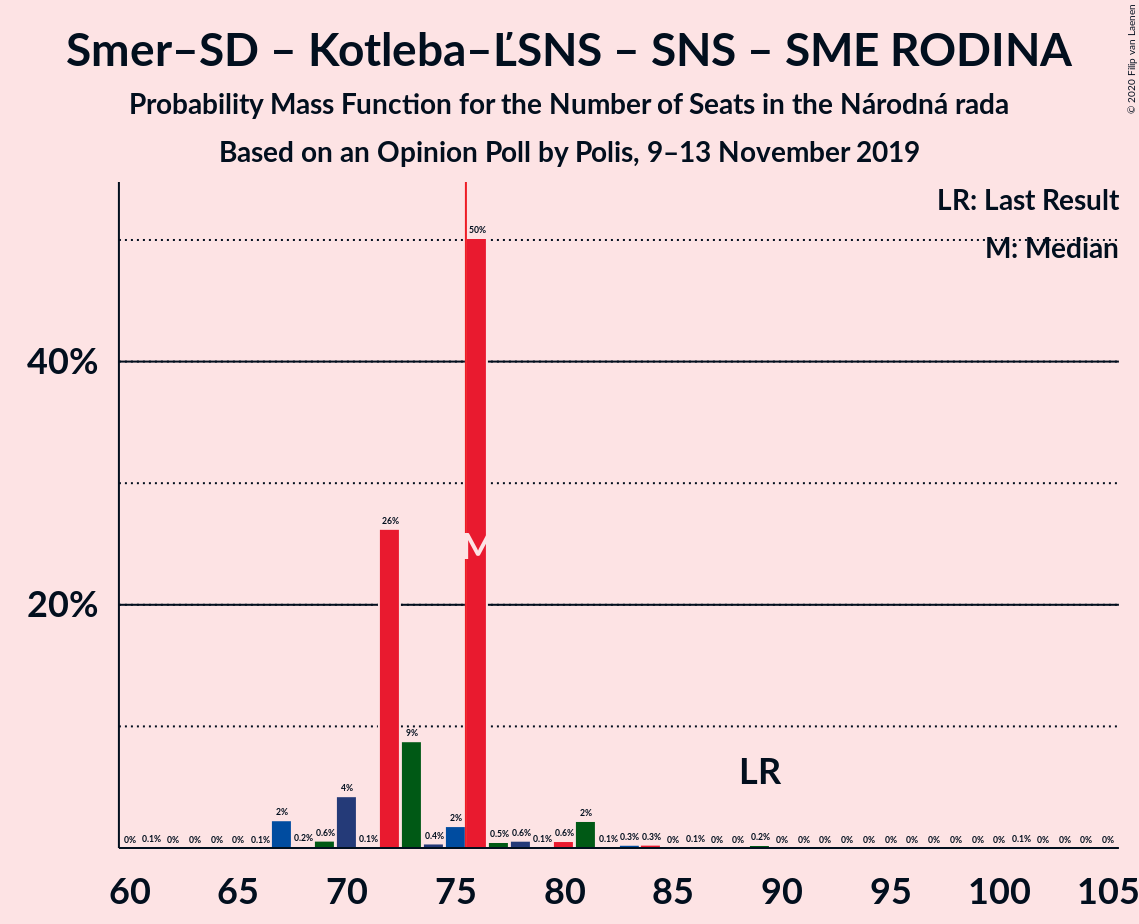 Smer–SD – Kotleba–ĽSNS – SNS – SME RODINA
Probability Mass Function for the Number of Seats in the Národná rada
Based on an Opinion Poll by Polis, 9–13 November 2019
© 2020 Filip van Laenen
LR: Last Result
M: Median
40%
20%
50%
26%
M
9%
LR
0% 0.1% 0% 0% 0% 0% 0.1% 2% 0.2% 0.6% 4% 0.1% 0.4% 2% 0.5% 0.6% 0.1% 0.6% 2% 0.1% 0.3% 0.3% 0% 0.1% 0% 0% 0.2% 0% 0% 0% 0% 0% 0% 0% 0% 0% 0% 0% 0.1% 0% 0% 0% 0%
60 65 70 75 80 85 90 95 100 105